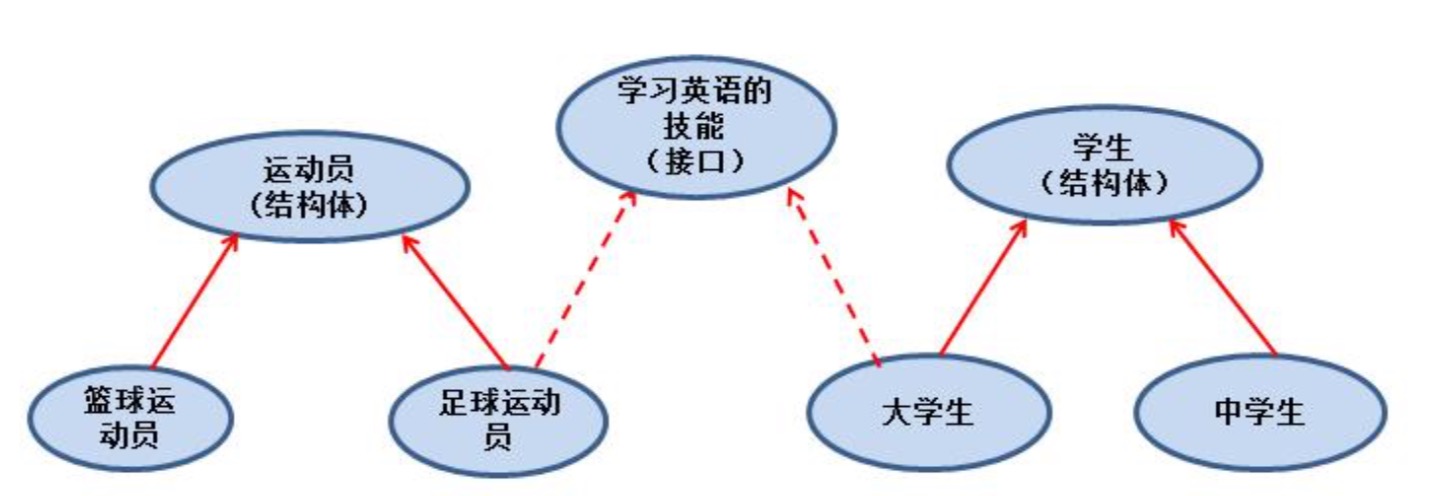 学习英语的
技能
（接口）
运动员
(结构体)
学生
（结构体）
篮球运
动员
足球运动
员
大学生
中学生